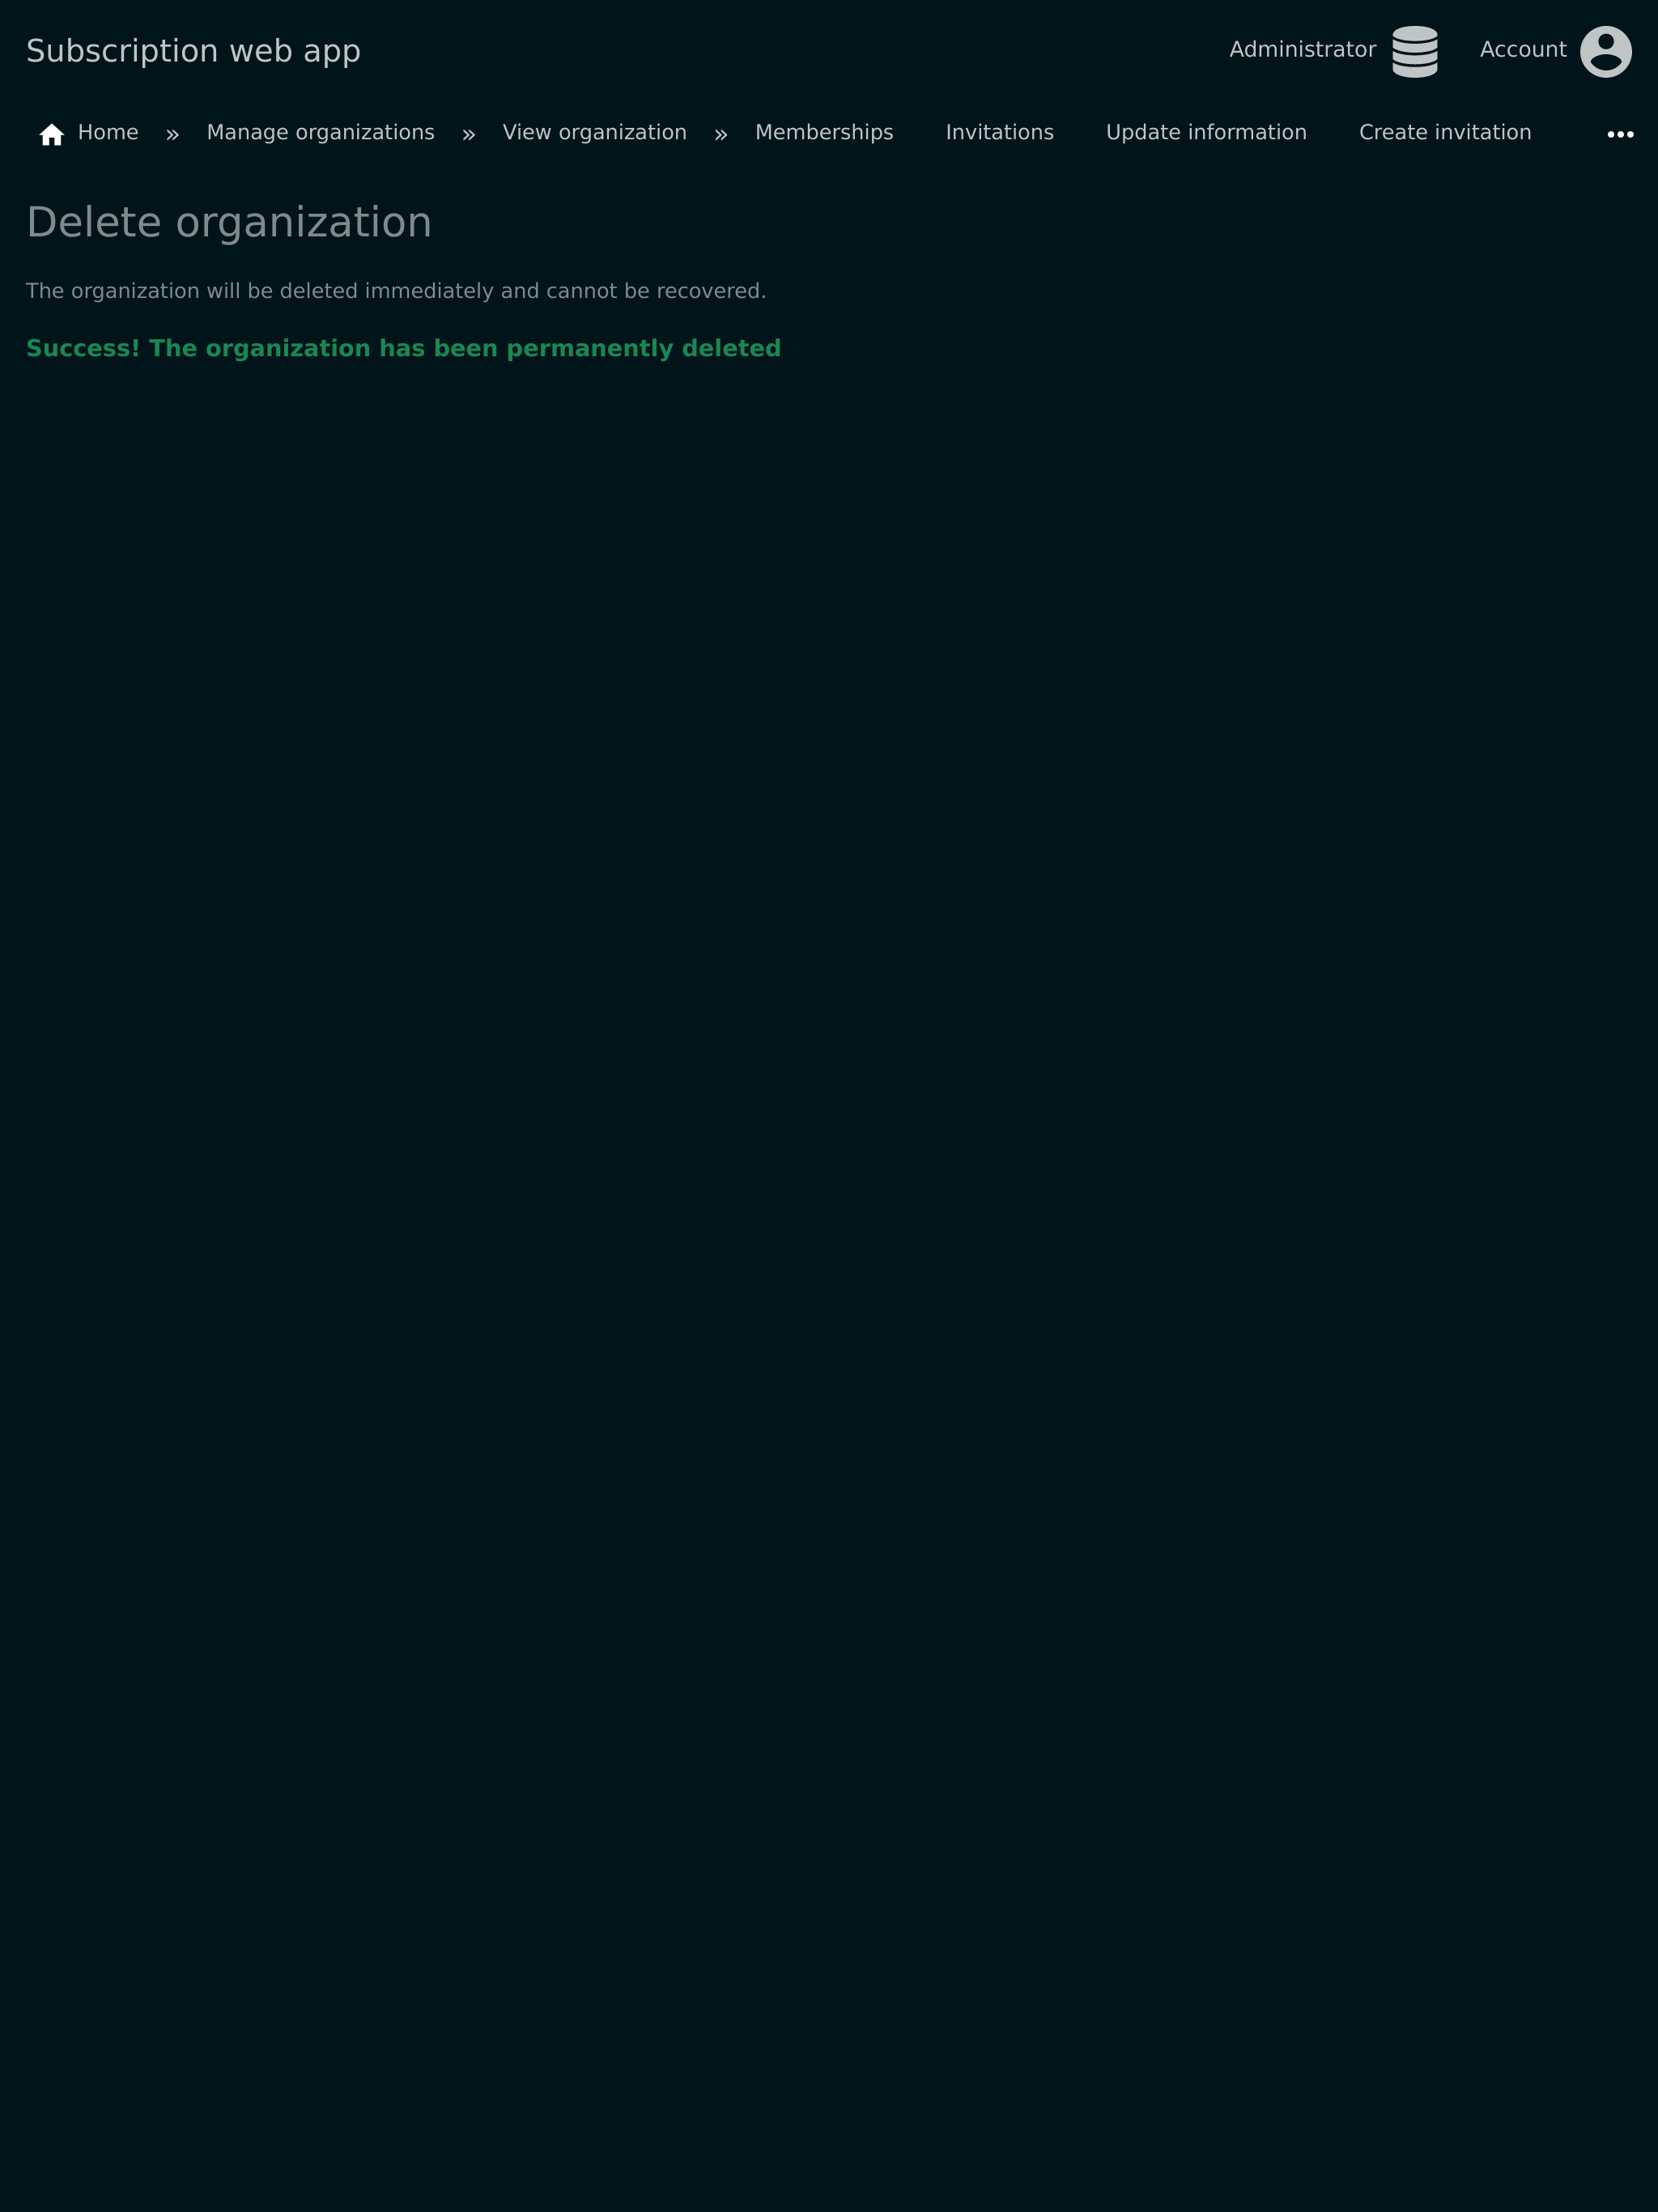 Subscription web app
Administrator
Account
Home » Manage organizations » View organization » Memberships Invitations Update information Create invitation
Delete organization
The organization will be deleted immediately and cannot be recovered.
Success! The organization has been permanently deleted